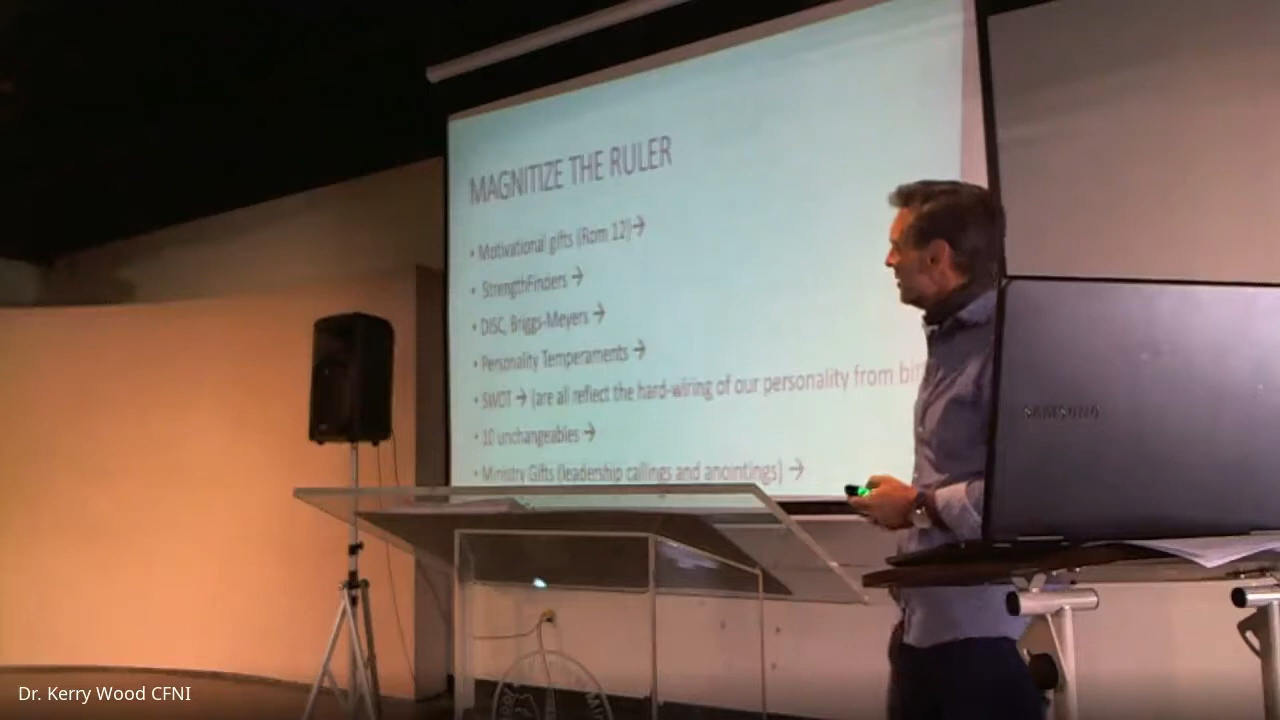 MAGNITIZE THE RULER
• Motivational gifts (Rom 12)→
• StrengthFinders →
• DISC, Briggs-Meyers →
• Personality Temperaments →
• SWOT → (are all reflect the hard-wiring of our personality from
• 10 unchangeables →
• Ministry Gifts (leadership callings and anointings) →
SAMSUNG
Dr. Kerry Wood CFNI